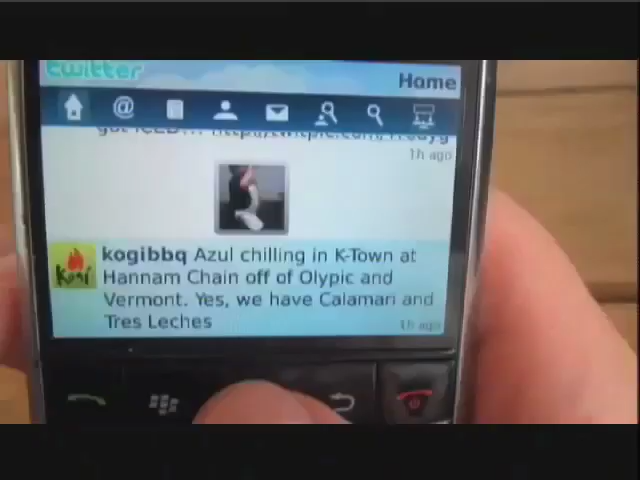 twitter
Home
1h ago
kogibbq Azul chilling in K-Town at
Hannam Chain off of Olypic and
Vermont. Yes, we have Calamari and
Tres Leches
1h ago
Kogi